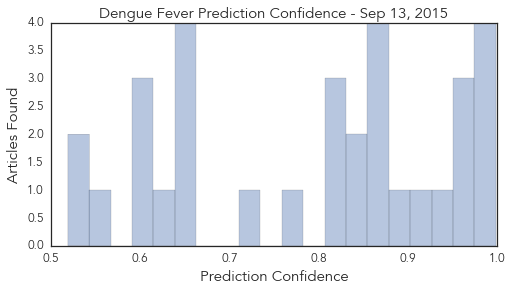 Dengue Fever Prediction Confidence - Sep 13, 2015
4.0
3.5
3.0
2.5
2.0
1.5
1.0
0.5
0.0
Articles Found
0.5 0.6 0.7 0.8 0.9 1.0
Prediction Confidence